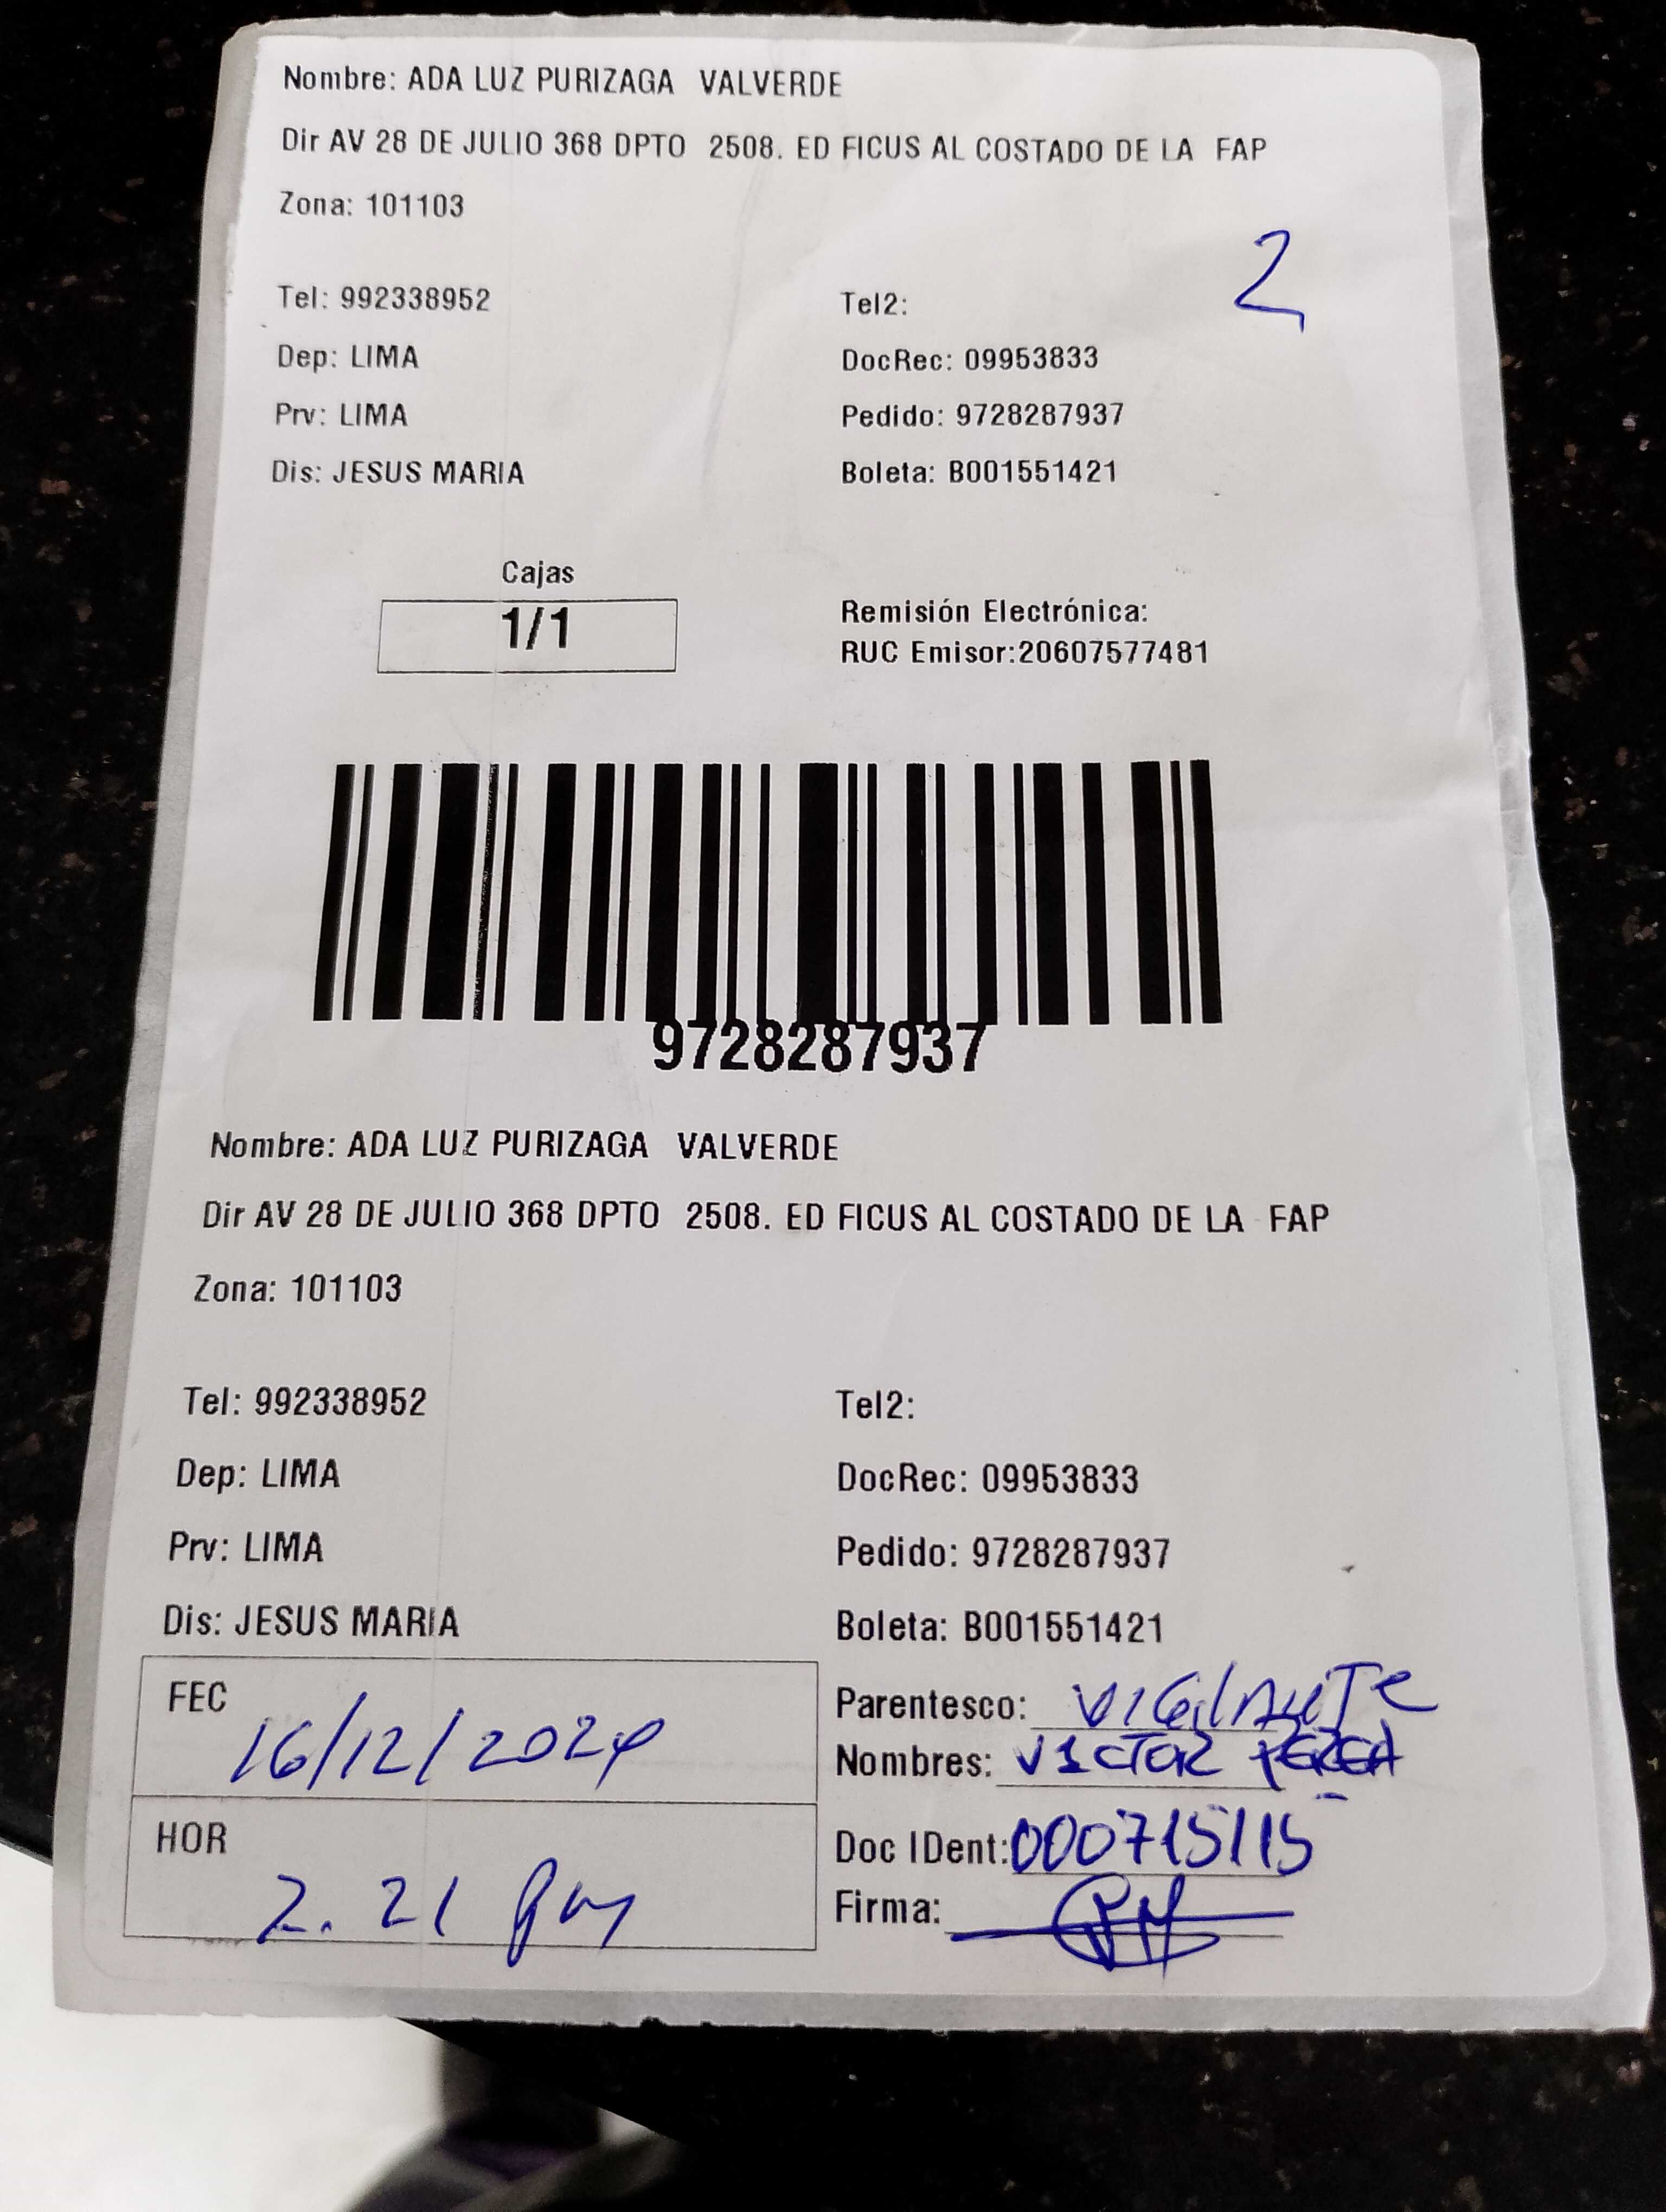 Nombre: ADA LUZ PURIZAGA VALVERDE
Dir AV 28 DE JULIO 368 DPTO 2508. ED FICUS AL COSTADO DE LA FAP
Zona: 101103
2
Tel: 992338952 Tel2:
Dep: LIMA DocRec: 09953833
Prv: LIMA Pedido: 9728287937
Dis: JESUS MARIA Boleta: B001551421
Cajas
1/1
Remisión Electrónica:
RUC Emisor:20607577481
9728287937
Nombre: ADA LUZ PURIZAGA VALVERDE
Dir AV 28 DE JULIO 368 DPTO 2508. ED FICUS AL COSTADO DE LA FAP
Zona: 101103
Tel: 992338952 Tel2:
Dep: LIMA DocRec: 09953833
Prv: LIMA Pedido: 9728287937
Dis: JESUS MARIA Boleta: B001551421
FEC 16/12/2024
HOR 2.21 pm
Parentesco: VIGilANTe
Nombres: VICTOR
Doc IDent: 000715115
Firma: